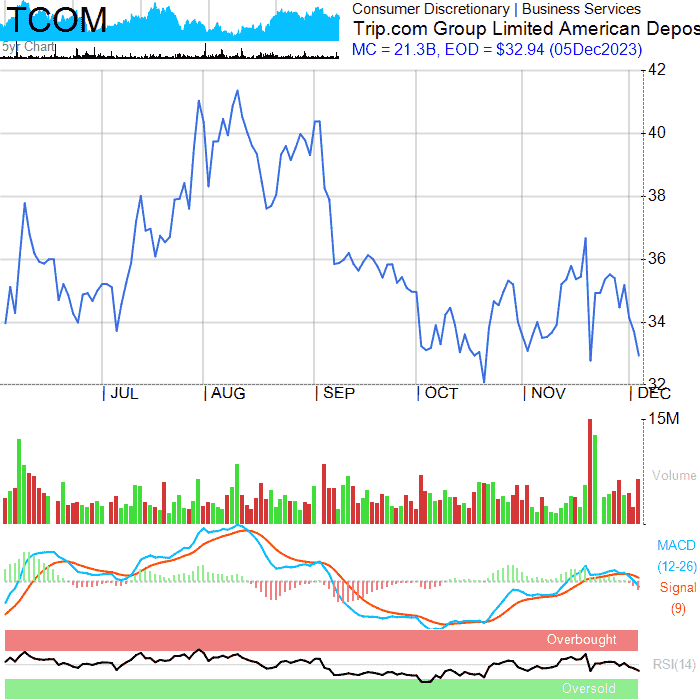 TCOM
5yr Chart
Consumer Discretionary | Business Services
Trip.com Group Limited American Depos
MC = 21.3B, EOD = $32.94 (05Dec2023)
42
40
38
36
34
32
| JUL | AUG | SEP | OCT | NOV | DEC
15M
Volume
MACD
(12-26)
Signal
(9)
Overbought
RSI(14)
Oversold